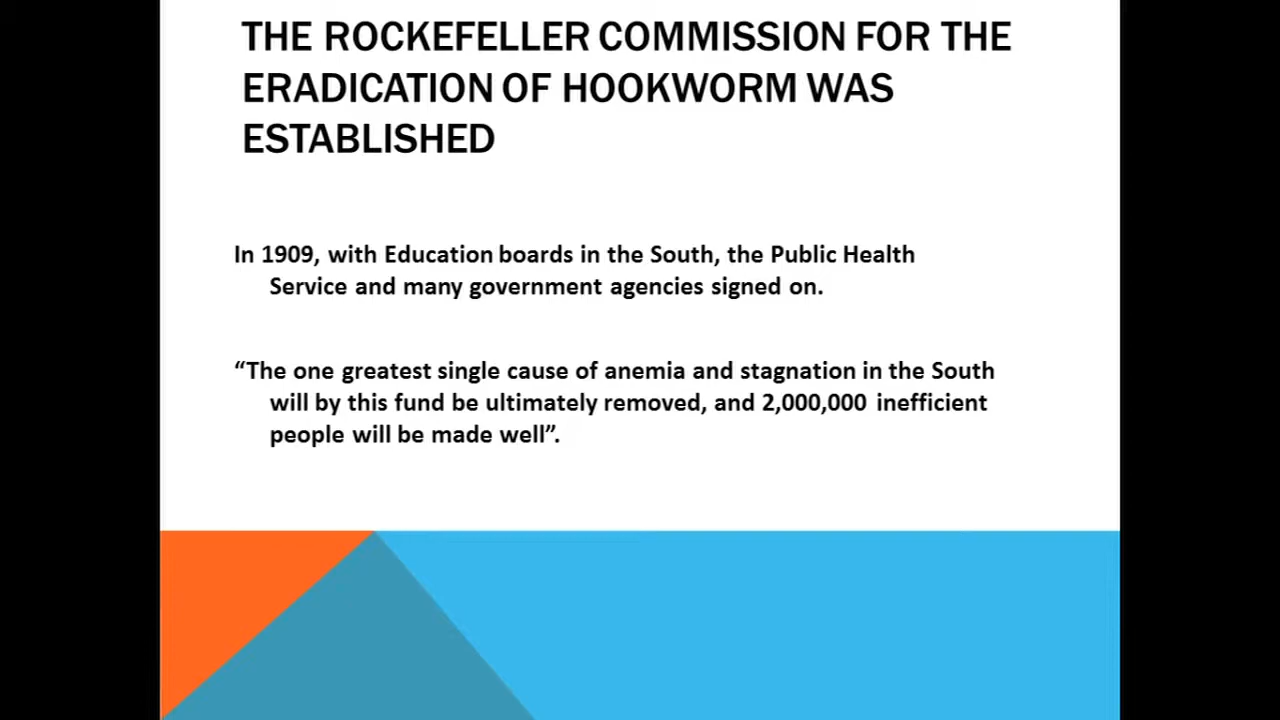 THE ROCKEFELLER COMMISSION FOR THE
ERADICATION OF HOOKWORM WAS
ESTABLISHED
In 1909, with Education boards in the South, the Public Health
Service and many government agencies signed on.
“The one greatest single cause of anemia and stagnation in the South
will by this fund be ultimately removed, and 2,000,000 inefficient
people will be made well”.